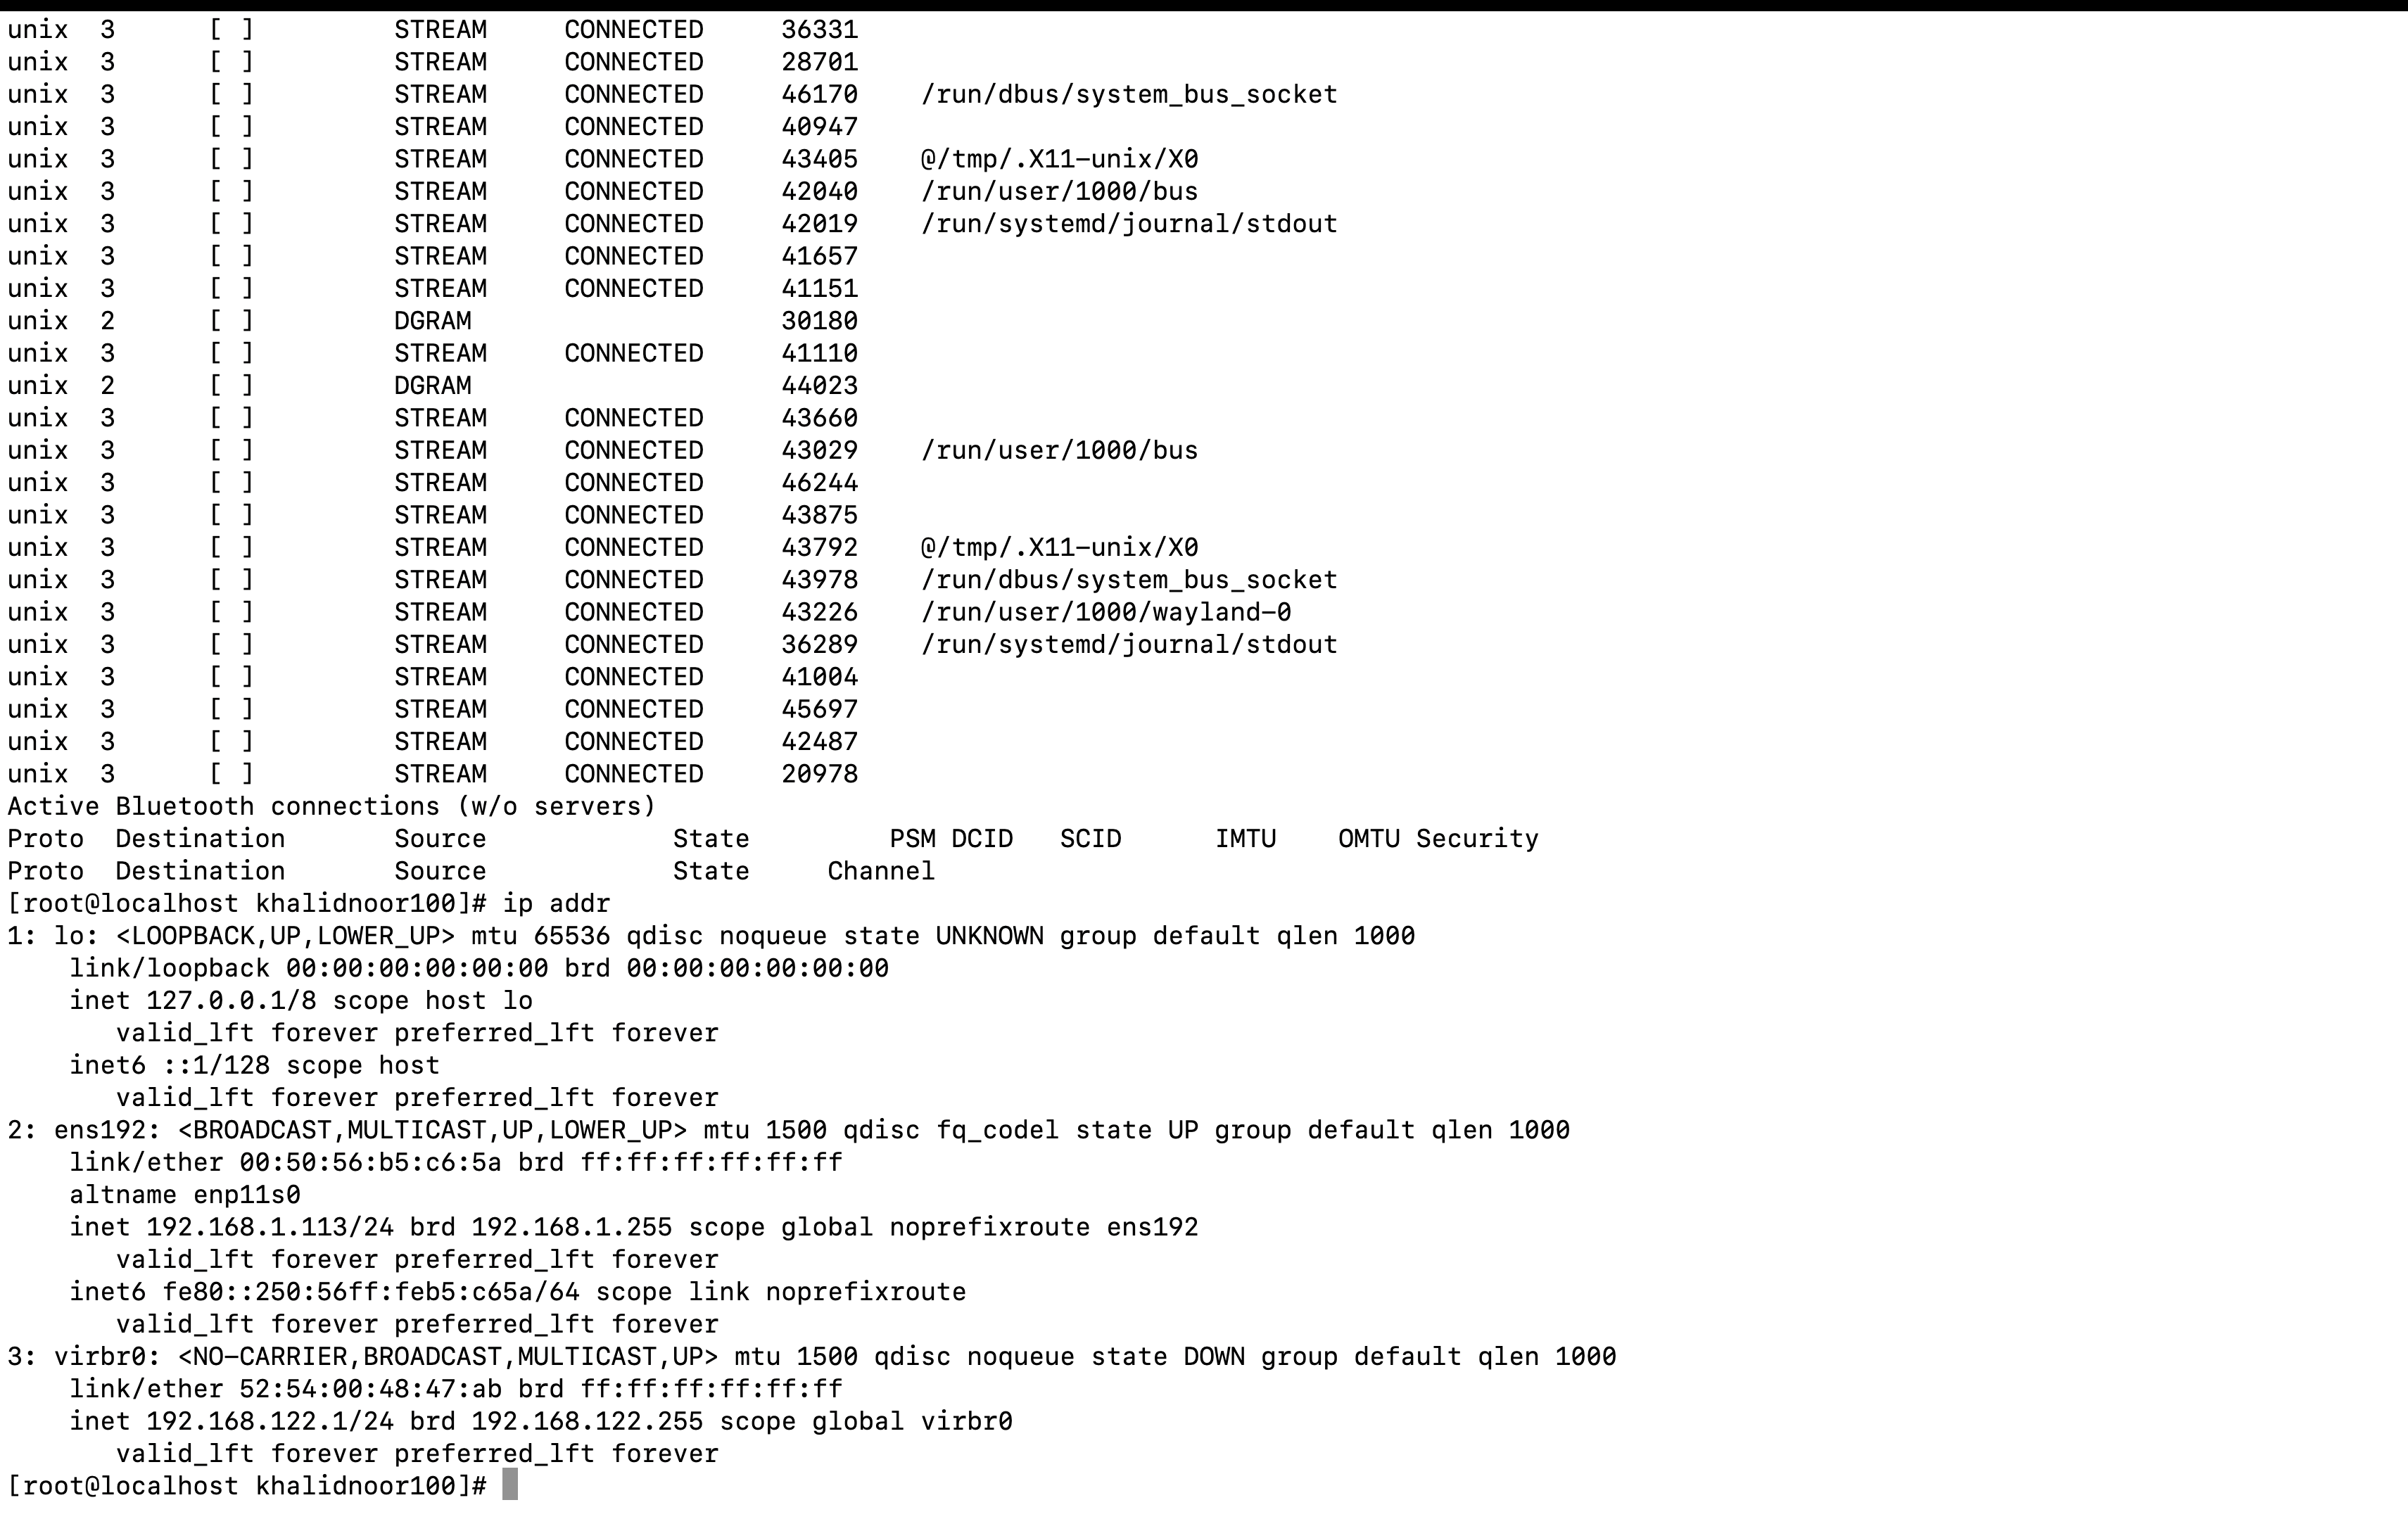 unix  3      [ ]         STREAM     CONNECTED     36331
unix  3      [ ]         STREAM     CONNECTED     28701
unix  3      [ ]         STREAM     CONNECTED     46170    /run/dbus/system_bus_socket
unix  3      [ ]         STREAM     CONNECTED     40947
unix  3      [ ]         STREAM     CONNECTED     43405    @/tmp/.X11-unix/X0
unix  3      [ ]         STREAM     CONNECTED     42040    /run/user/1000/bus
unix  3      [ ]         STREAM     CONNECTED     42019    /run/systemd/journal/stdout
unix  3      [ ]         STREAM     CONNECTED     41657
unix  3      [ ]         STREAM     CONNECTED     41151
unix  2      [ ]         DGRAM                    30180
unix  3      [ ]         STREAM     CONNECTED     41110
unix  2      [ ]         DGRAM                    44023
unix  3      [ ]         STREAM     CONNECTED     43660
unix  3      [ ]         STREAM     CONNECTED     43029    /run/user/1000/bus
unix  3      [ ]         STREAM     CONNECTED     46244
unix  3      [ ]         STREAM     CONNECTED     43875
unix  3      [ ]         STREAM     CONNECTED     43792    @/tmp/.X11-unix/X0
unix  3      [ ]         STREAM     CONNECTED     43978    /run/dbus/system_bus_socket
unix  3      [ ]         STREAM     CONNECTED     43226    /run/user/1000/wayland-0
unix  3      [ ]         STREAM     CONNECTED     36289    /run/systemd/journal/stdout
unix  3      [ ]         STREAM     CONNECTED     41004
unix  3      [ ]         STREAM     CONNECTED     45697
unix  3      [ ]         STREAM     CONNECTED     42487
unix  3      [ ]         STREAM     CONNECTED     20978
Active Bluetooth connections (w/o servers)
Proto  Destination       Source            State         PSM DCID   SCID      IMTU    OMTU Security
Proto  Destination       Source            State     Channel
[root@localhost khalidnoor100]# ip addr
1: lo: <LOOPBACK,UP,LOWER_UP> mtu 65536 qdisc noqueue state UNKNOWN group default qlen 1000
    link/loopback 00:00:00:00:00:00 brd 00:00:00:00:00:00
    inet 127.0.0.1/8 scope host lo
       valid_lft forever preferred_lft forever
    inet6 ::1/128 scope host
       valid_lft forever preferred_lft forever
2: ens192: <BROADCAST,MULTICAST,UP,LOWER_UP> mtu 1500 qdisc fq_codel state UP group default qlen 1000
    link/ether 00:50:56:b5:c6:5a brd ff:ff:ff:ff:ff:ff
    altname enp11s0
    inet 192.168.1.113/24 brd 192.168.1.255 scope global noprefixroute ens192
       valid_lft forever preferred_lft forever
    inet6 fe80::250:56ff:feb5:c65a/64 scope link noprefixroute
       valid_lft forever preferred_lft forever
3: virbr0: <NO-CARRIER,BROADCAST,MULTICAST,UP> mtu 1500 qdisc noqueue state DOWN group default qlen 1000
    link/ether 52:54:00:48:47:ab brd ff:ff:ff:ff:ff:ff
    inet 192.168.122.1/24 brd 192.168.122.255 scope global virbr0
       valid_lft forever preferred_lft forever
[root@localhost khalidnoor100]#